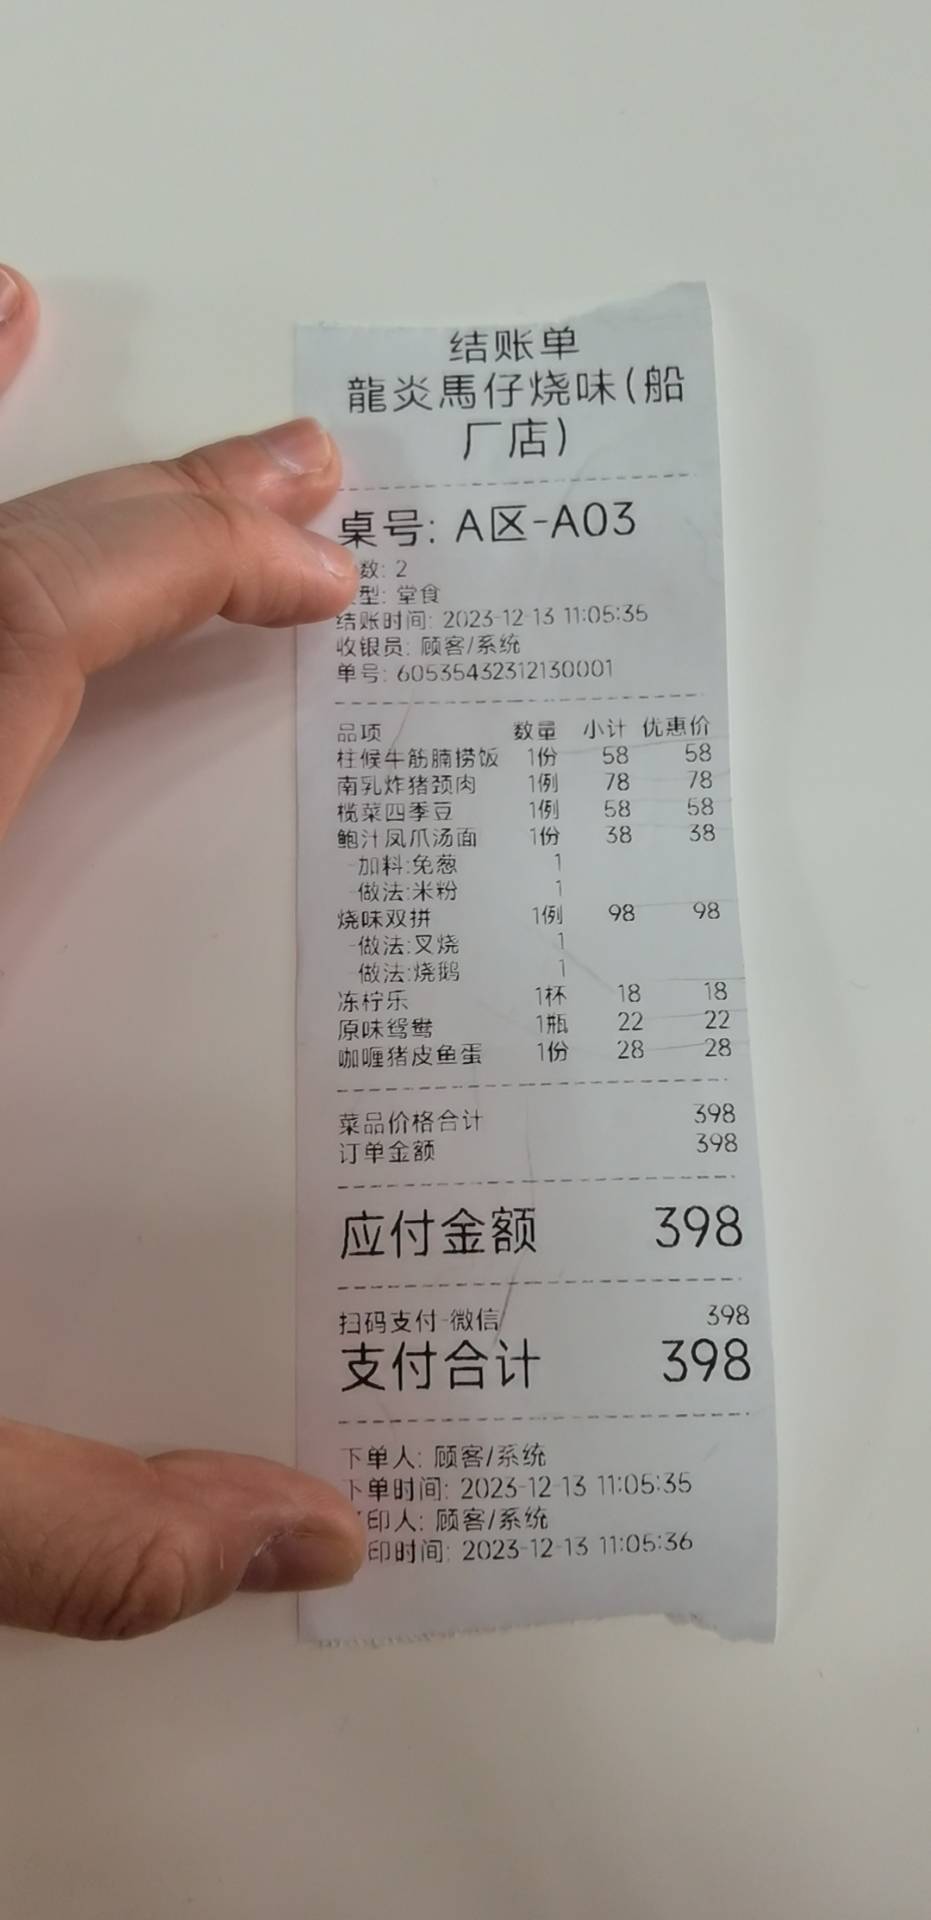 结账单
龍炎馬仔烧味(船
厂店)
桌号: A区-A03
数: 2
型: 堂食
结账时间: 2023-12-13 11:05:35
收银员: 顾客/系统
单号: 60535432312130001
品项 数量 小计 优惠价
柱候牛筋腩捞饭 1份 58 58
南乳炸猪颈肉 1例 78 78
榄菜四季豆 1例 58 58
鲍汁凤爪汤面 1份 38 38
-加料:免葱 1
-做法:米粉 1
烧味双拼 1例 98 98
-做法:叉烧 1
-做法:烧鹅 1
冻柠乐 1杯 18 18
原味鸳鸯 1瓶 22 22
咖喱猪皮鱼蛋 1份 28 28
菜品价格合计 398
订单金额 398
应付金额 398
扫码支付-微信 398
支付合计 398
下单人: 顾客/系统
下单时间: 2023-12-13 11:05:35
印人: 顾客/系统
印时间: 2023-12-13 11:05:36